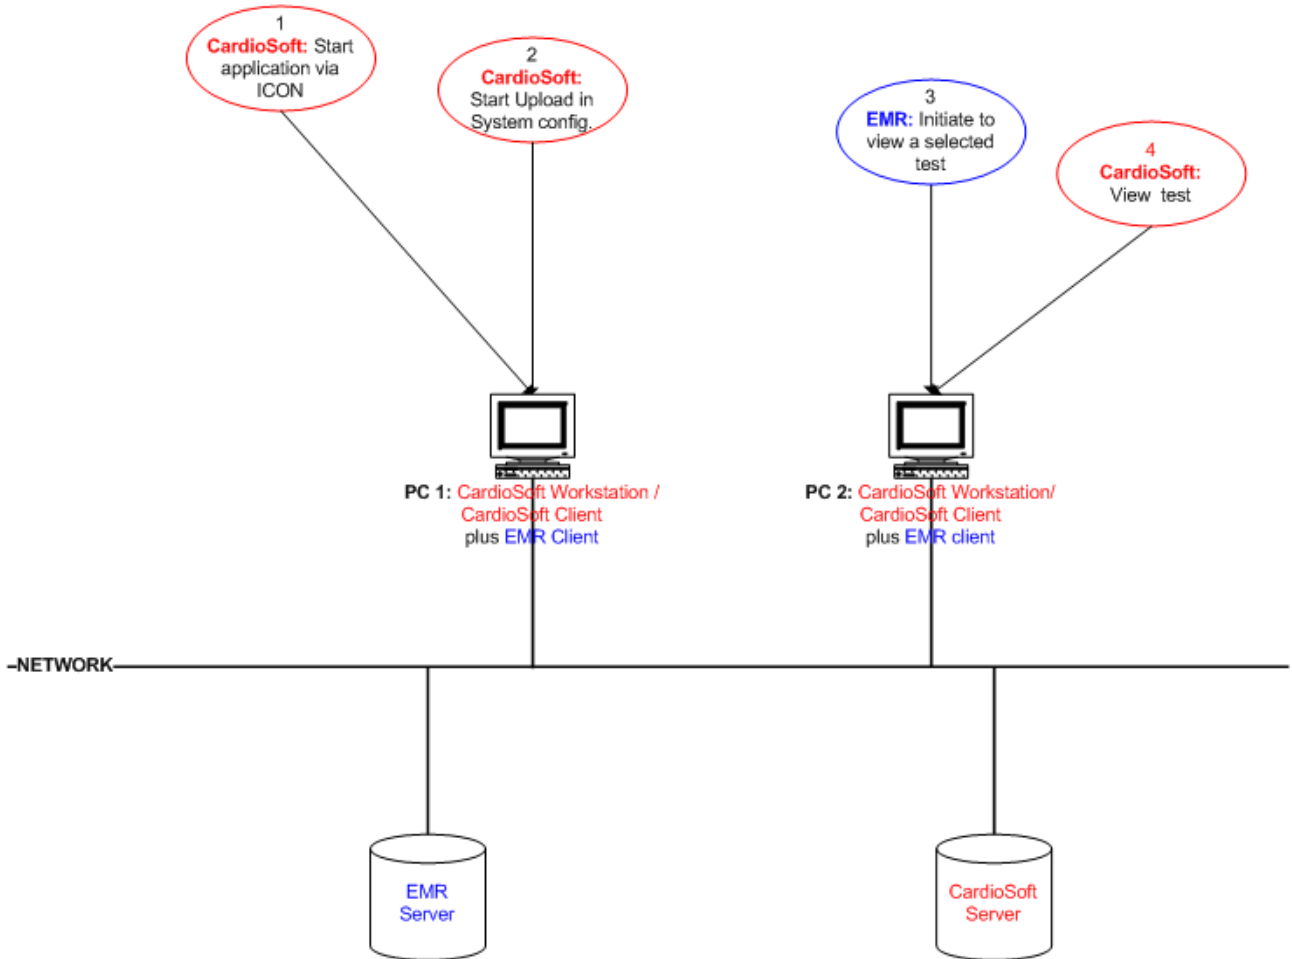 1
CardioSoft: Start
application via
ICON
2
CardioSoft:
Start Upload in
System config.
3
EMR: Initiate to
view a selected
test
4
CardioSoft:
View test
PC 1: CardioSoft Workstation /
CardioSoft Client
plus EMR Client
PC 2: CardioSoft Workstation/
CardioSoft Client
plus EMR client
NETWORK
EMR
Server
CardioSoft
Server